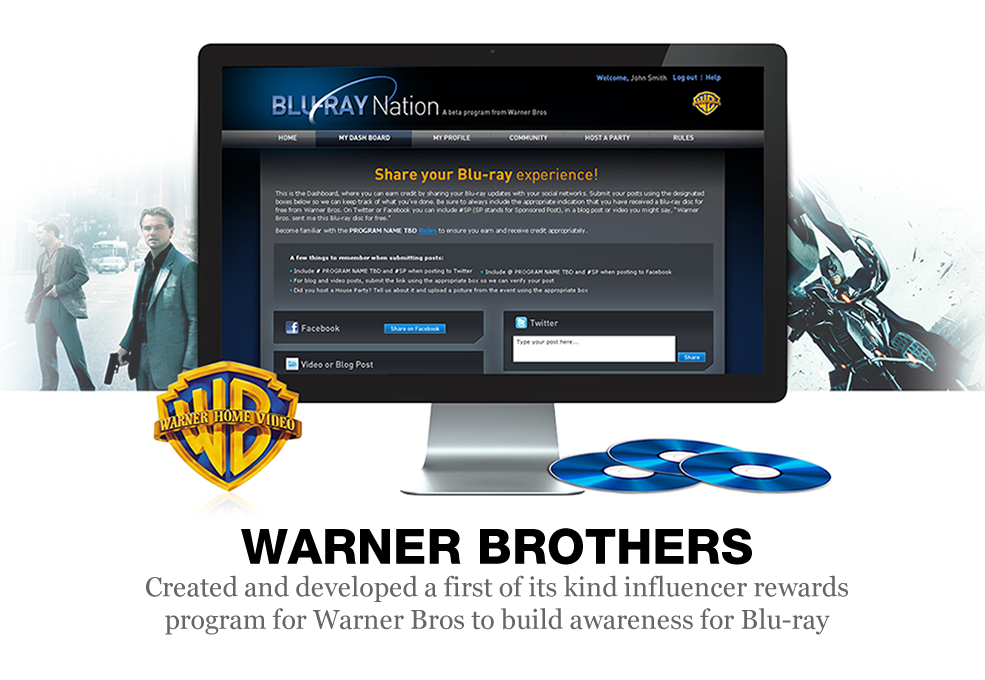 Welcome, John Smith Log out | Help
BLU-RAY Nation A beta program from Warner Bros
HOME MY DASH BOARD MY PROFILE COMMUNITY HOST A PARTY RULES
Share your Blu-ray experience!
This is the Dashboard, where you can earn credit by sharing your Blu-ray updates with your social networks. Submit your posts using the designated
boxes below so we can keep track of what you've done. Be sure to always include the appropriate indication that you have received a Blu-ray disc for
free from Warner Bros. On Twitter or Facebook you can include #SP (SP stands for Sponsored Post), in a blog post or video you might say, "Warner
Bros. sent me this Blu-ray disc for free."
Become familiar with the PROGRAM NAME TBD Rules to ensure you earn and receive credit appropriately.
A few things to remember when submitting posts:
• Include # PROGRAM NAME TBD and #SP when posting to Twitter • Include @ PROGRAM NAME TBD and #SP when posting to Facebook
• For blog and video posts, submit the link using the appropriate box so we can verify your post
• Did you host a House Party? Tell us about it and upload a picture from the event using the appropriate box
Facebook Share on Facebook
Twitter
Type your post here...
Share
Video or Blog Post
WB
WARNER HOME VIDEO
WARNER BROTHERS
Created and developed a first of its kind influencer rewards
program for Warner Bros to build awareness for Blu-ray